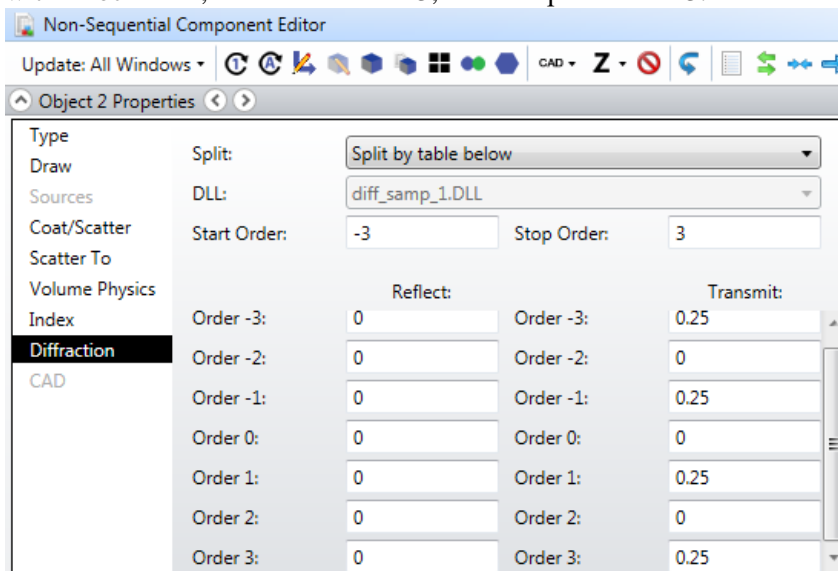 Non-Sequential Component Editor
Update: All Windows
CAD Z
Object 2 Properties
Type
Draw
Sources
Coat/Scatter
Scatter To
Volume Physics
Index
Diffraction
CAD
Split: Split by table below
DLL: diff_samp_1.DLL
Start Order: -3 Stop Order: 3
Reflect: Transmit:
Order -3: 0 Order -3: 0.25
Order -2: 0 Order -2: 0
Order -1: 0 Order -1: 0.25
Order 0: 0 Order 0: 0
Order 1: 0 Order 1: 0.25
Order 2: 0 Order 2: 0
Order 3: 0 Order 3: 0.25